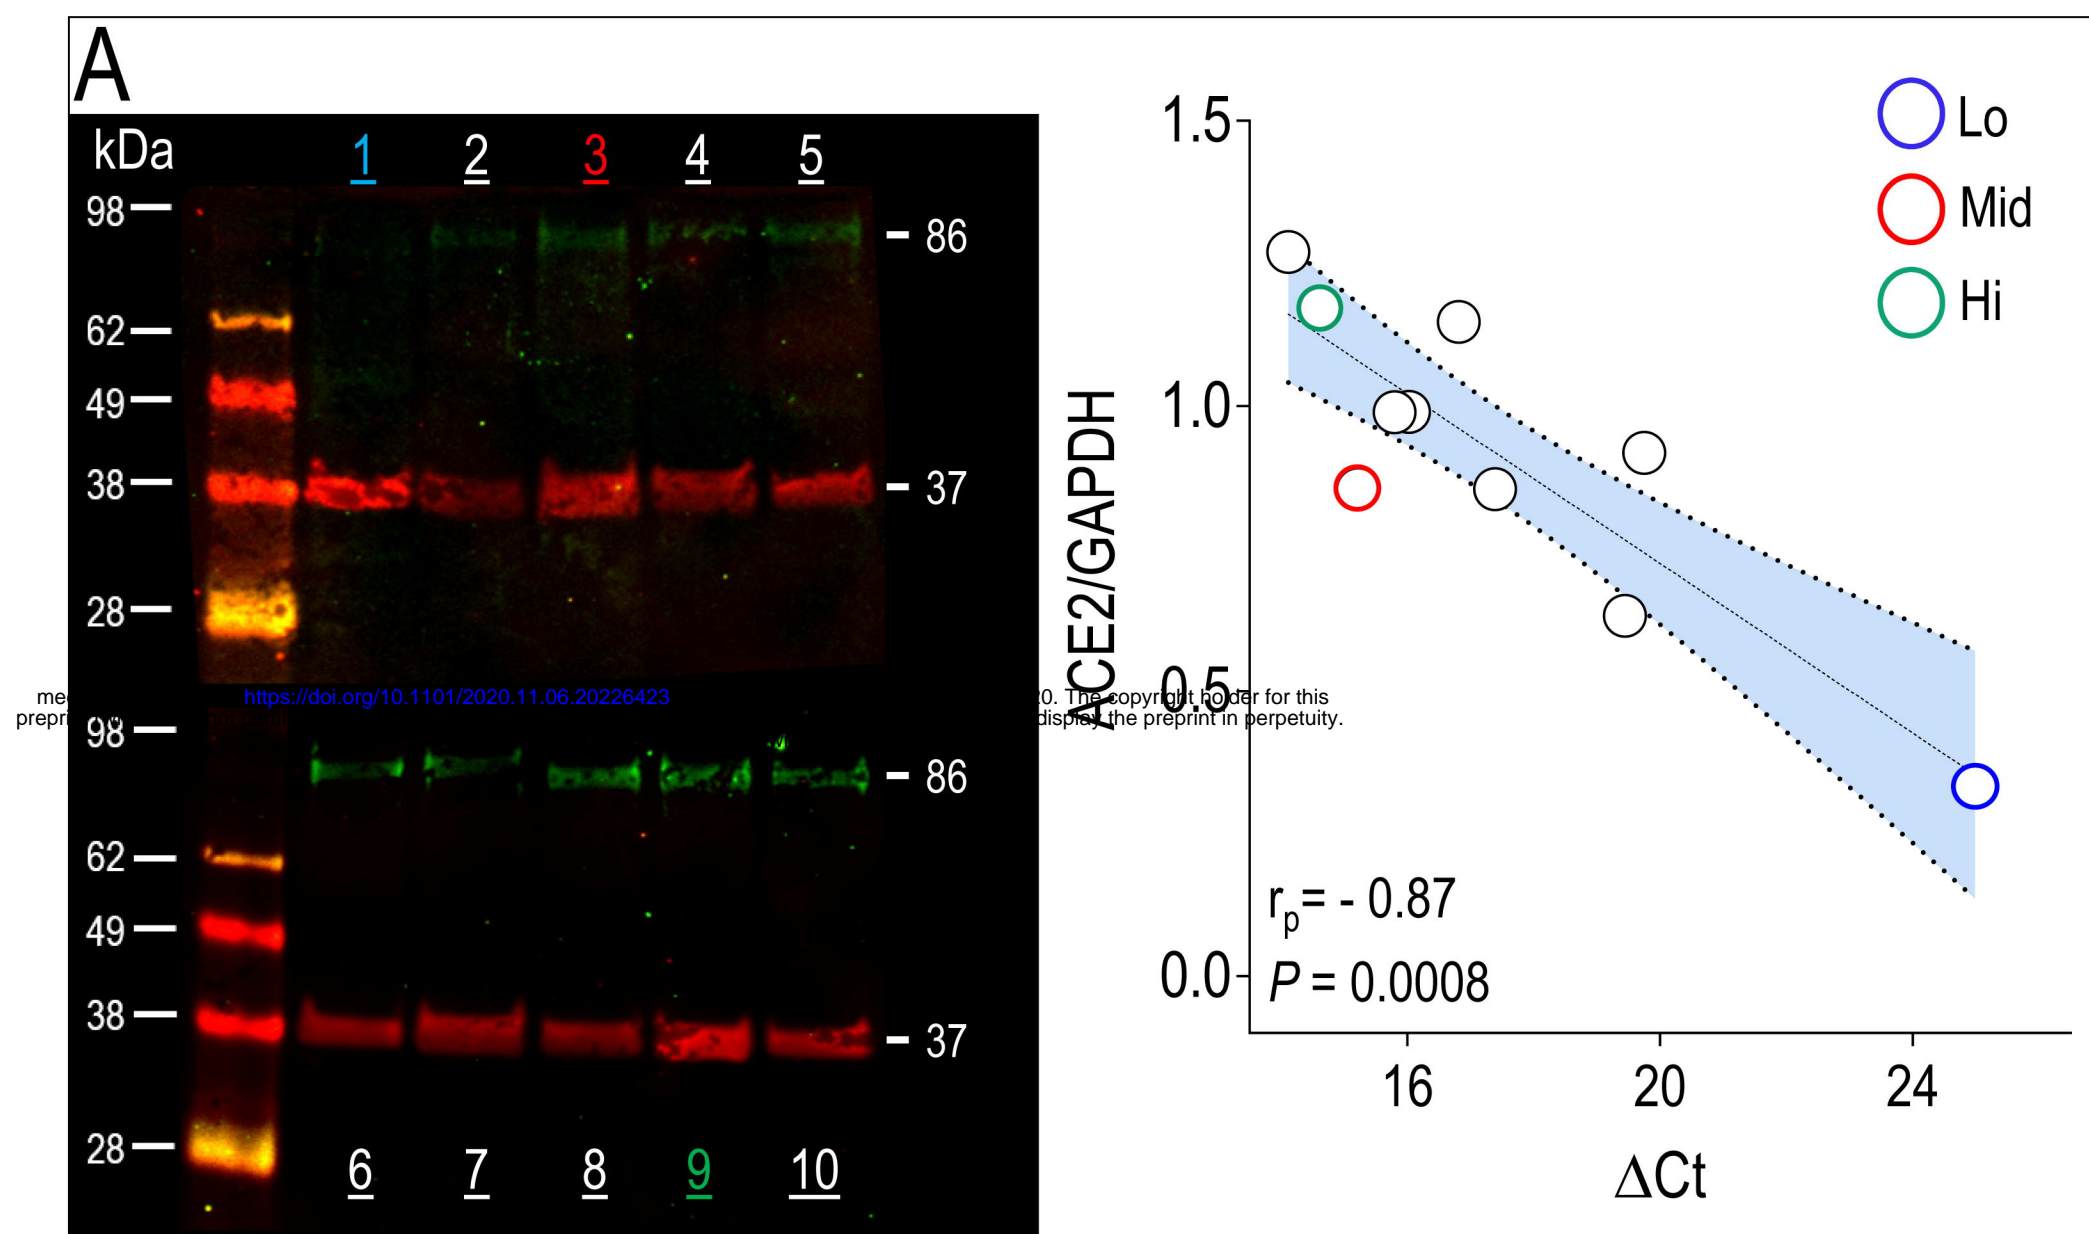 A
kDa
1 2 3 4 5
98
62
49
38
28
86
37
https://doi.org/10.1101/2020.11.06.20226423
The copyright holder for this
display the preprint in perpetuity.
98
62
49
38
28
86
37
6 7 8 9 10
ACE2/GAPDH
1.5
1.0
0.5
0.0
Lo
Mid
Hi
rp= - 0.87
P = 0.0008
16 20 24
ΔCt